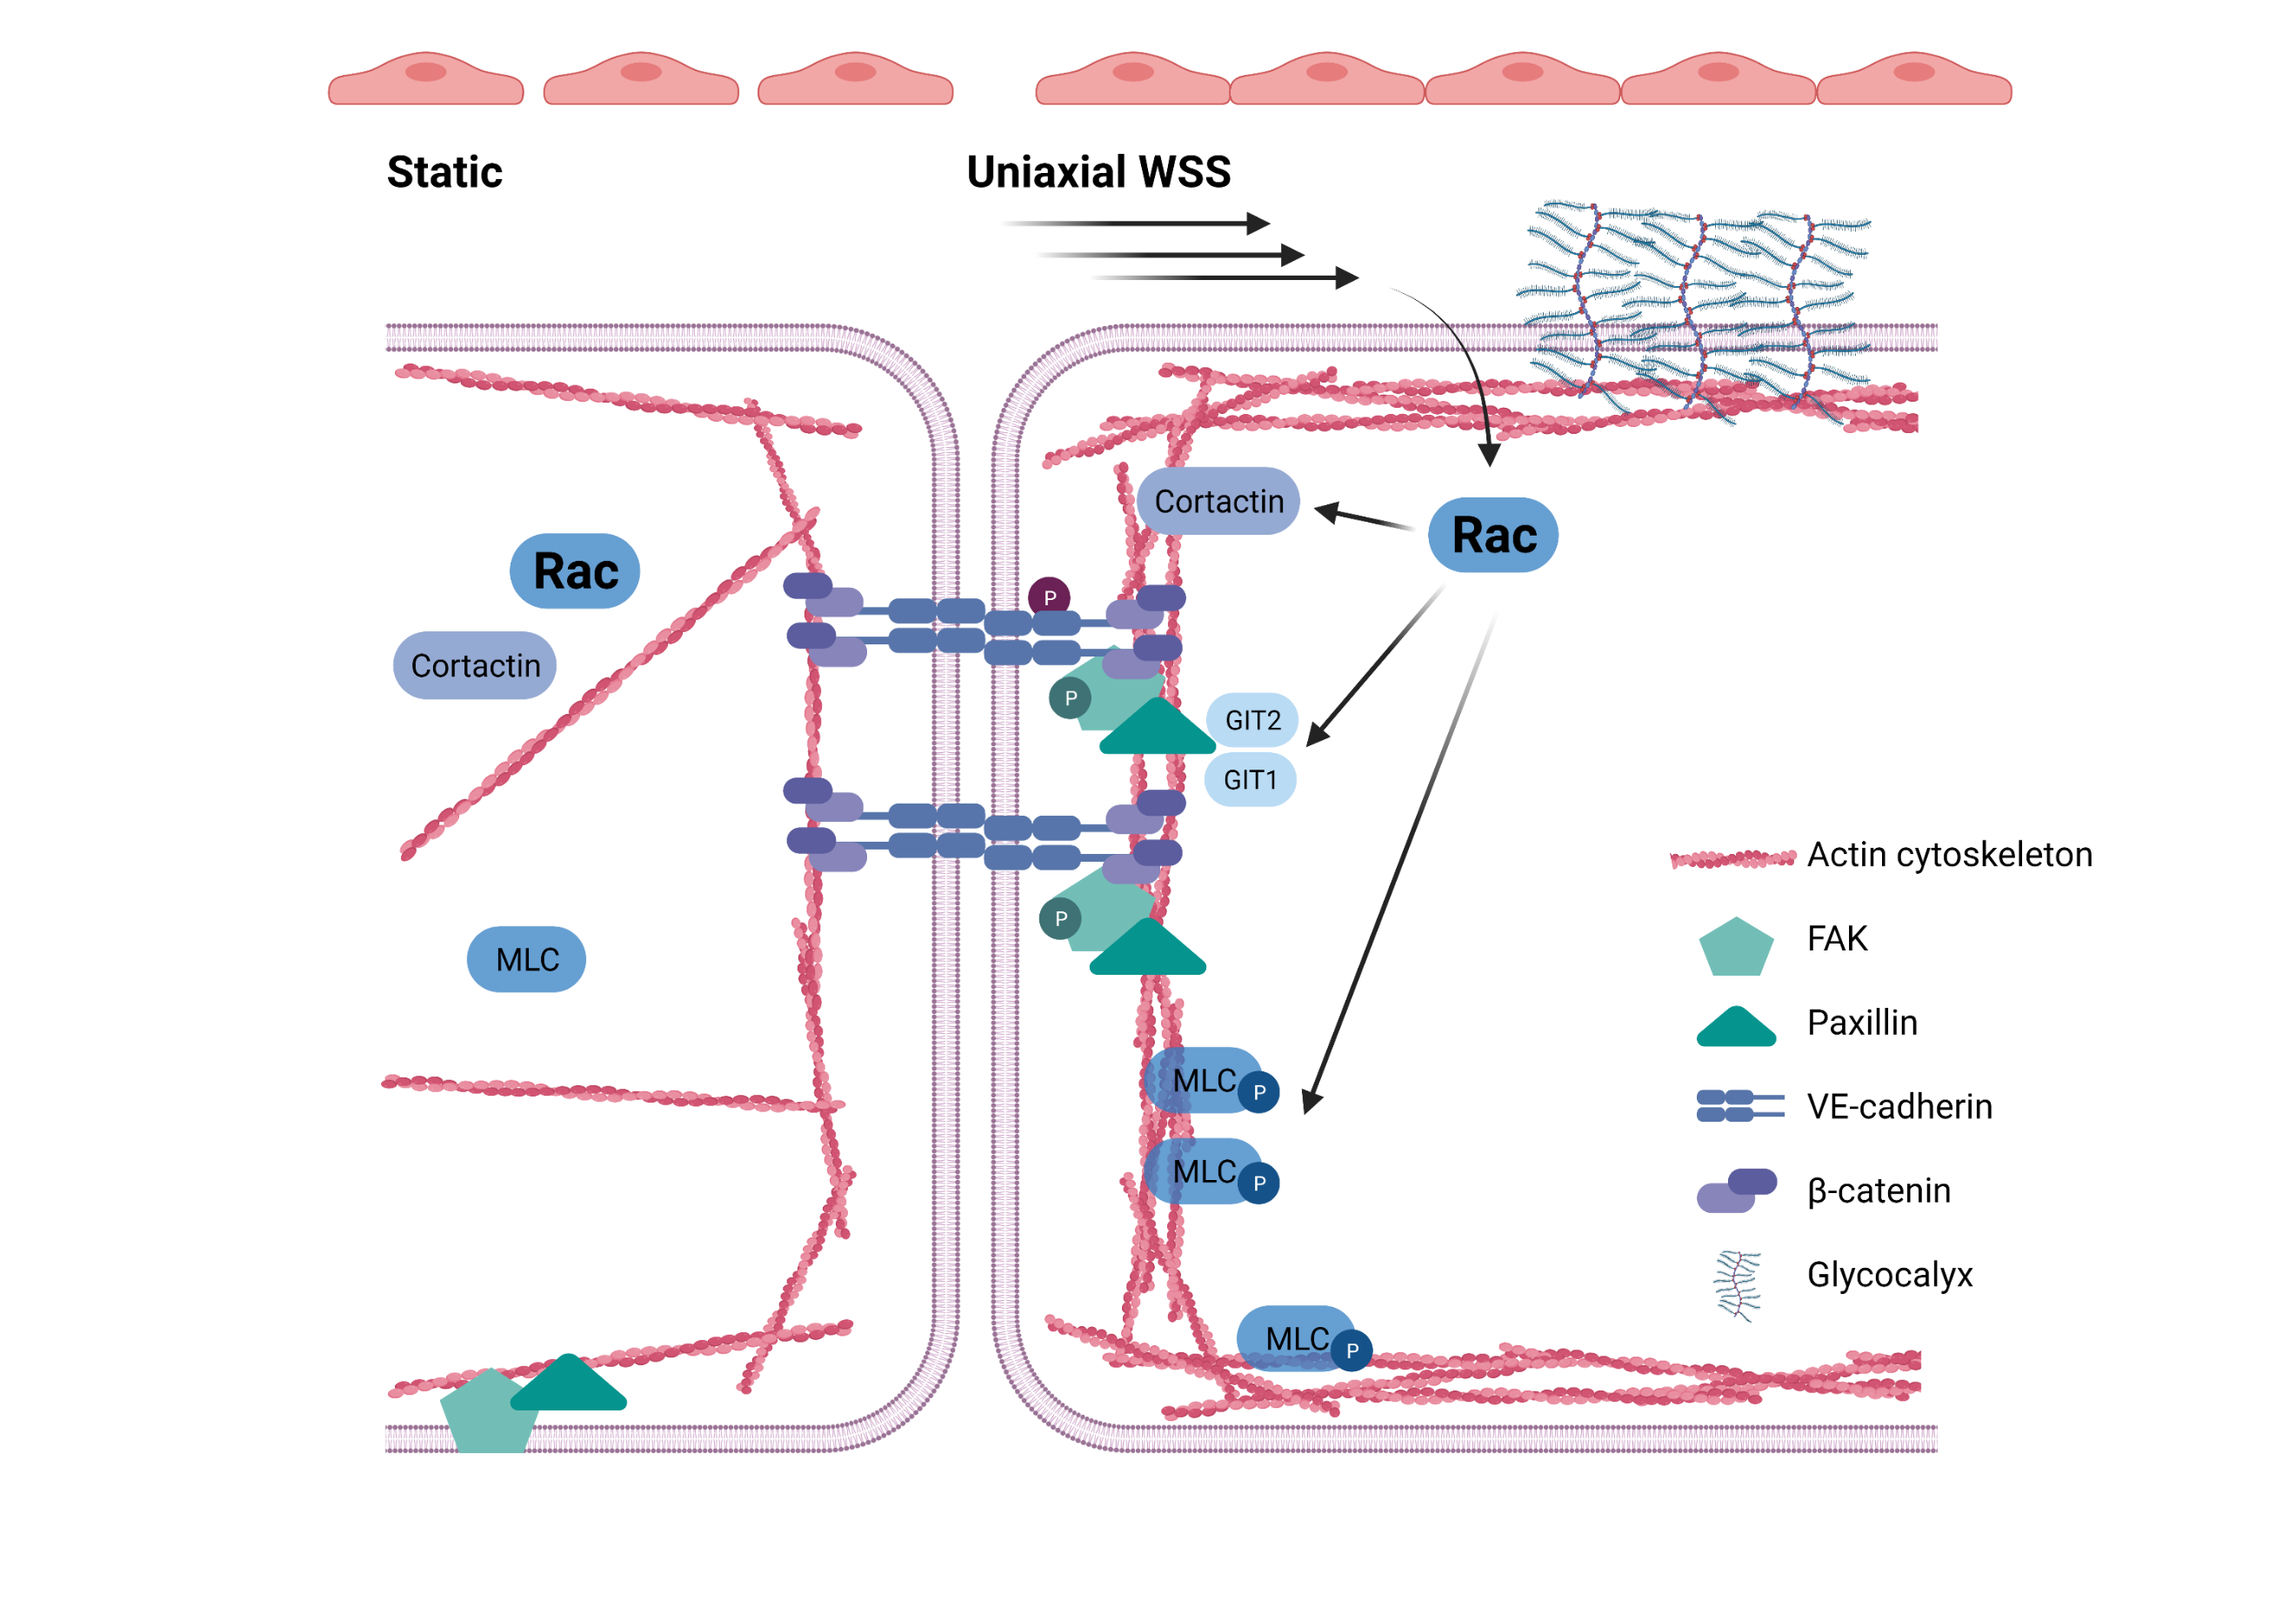 Static
Uniaxial WSS
Rac
Cortactin
MLC
Cortactin
Rac
P
P
GIT2
GIT1
P
MLC
P
MLC
P
MLC
P
Actin cytoskeleton
FAK
Paxillin
VE-cadherin
β-catenin
Glycocalyx